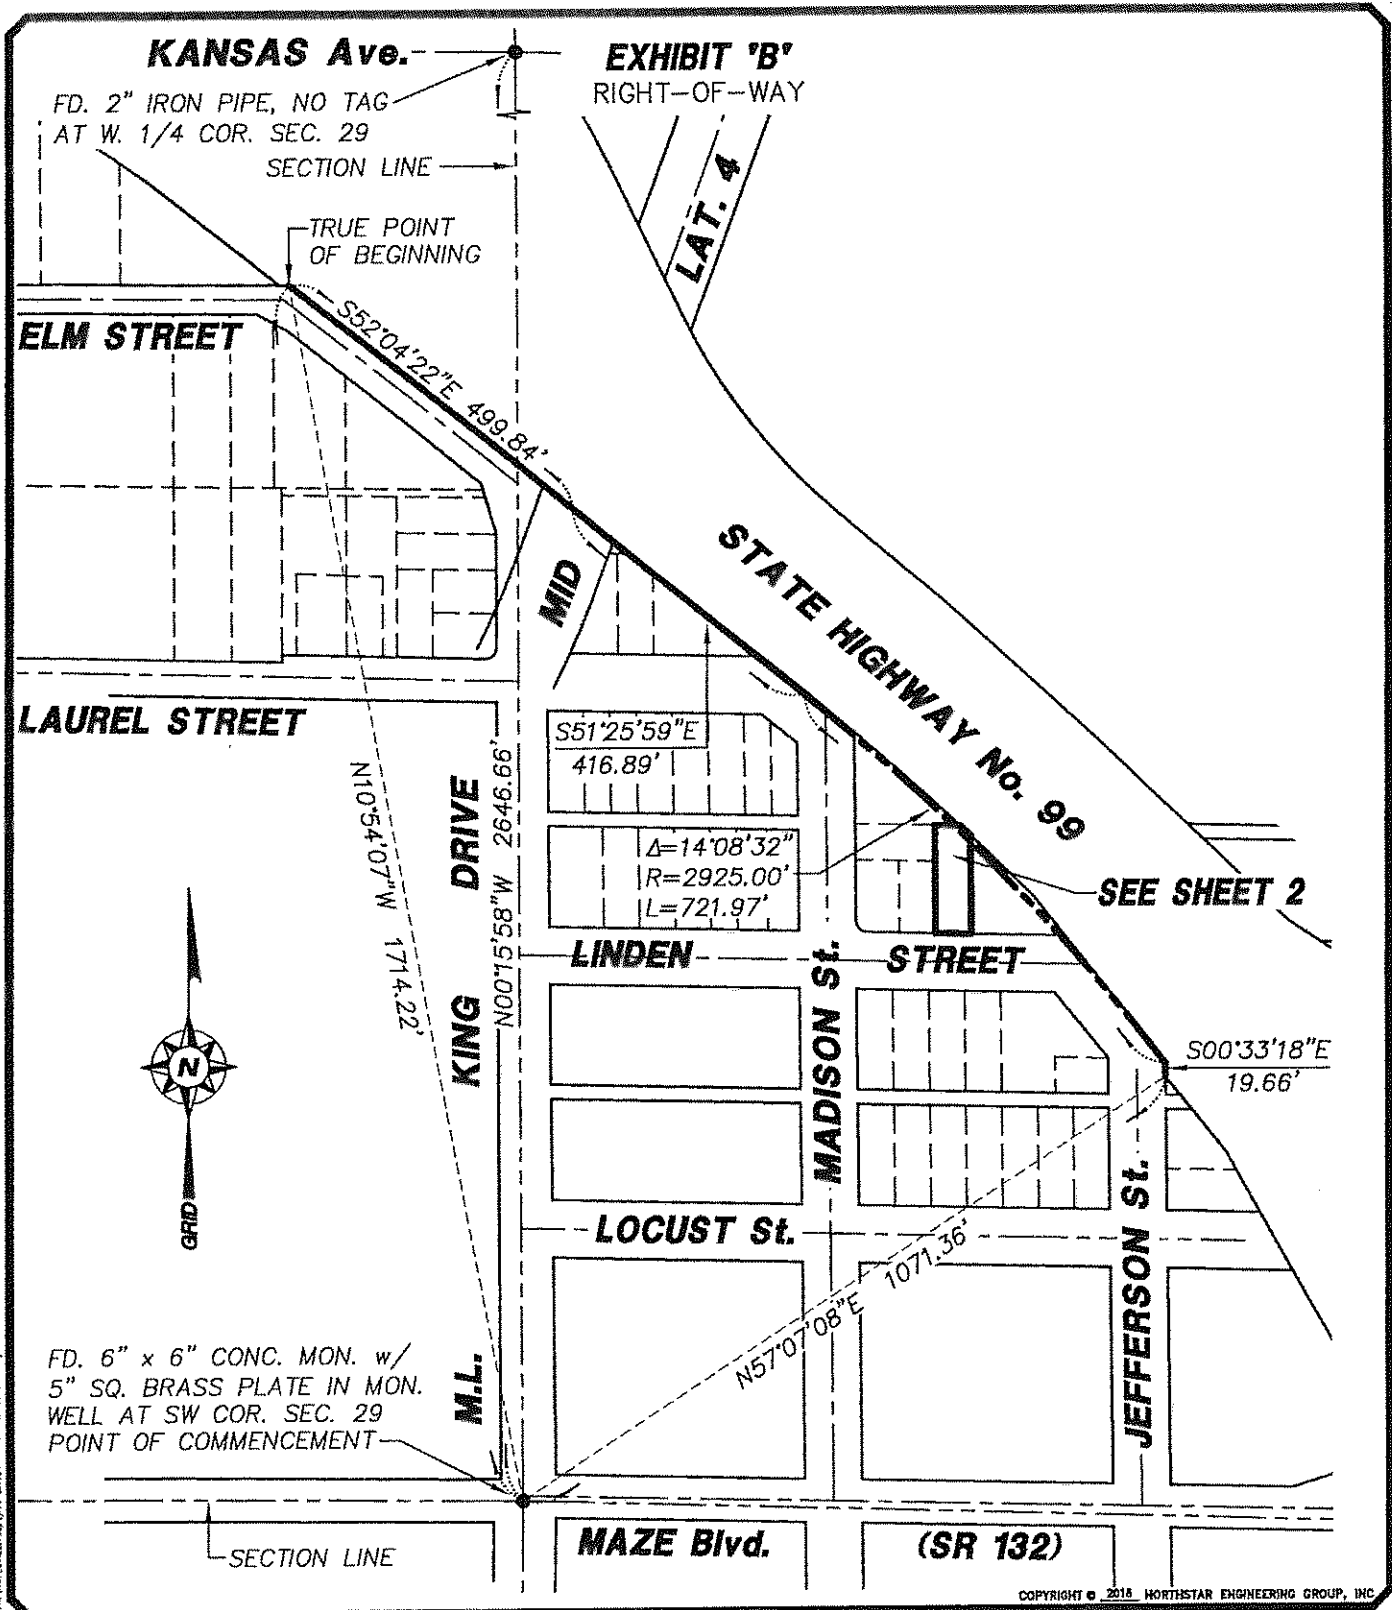 KANSAS Ave.
EXHIBIT 'B'
RIGHT-OF-WAY
FD. 2" IRON PIPE, NO TAG
AT W. 1/4 COR. SEC. 29
SECTION LINE
LAT. 4
TRUE POINT
OF BEGINNING
ELM STREET
S52°04'22"E 499.84'
MID
STATE HIGHWAY No. 99
LAUREL STREET
S51°25'59"E
416.89'
N10°54'07"W 1714.22'
M.L. KING DRIVE
N00°15'58"W 2646.66'
Δ=14°08'32"
R=2925.00'
L=721.97'
SEE SHEET 2
LINDEN STREET
MADISON St.
S00°33'18"E
19.66'
N
GRID
LOCUST St.
N57°07'08"E 1071.36'
JEFFERSON St.
FD. 6" x 6" CONC. MON. w/
5" SQ. BRASS PLATE IN MON.
WELL AT SW COR. SEC. 29
POINT OF COMMENCEMENT
SECTION LINE
MAZE Blvd. (SR 132)
COPYRIGHT © 2018 NORTHSTAR ENGINEERING GROUP, INC